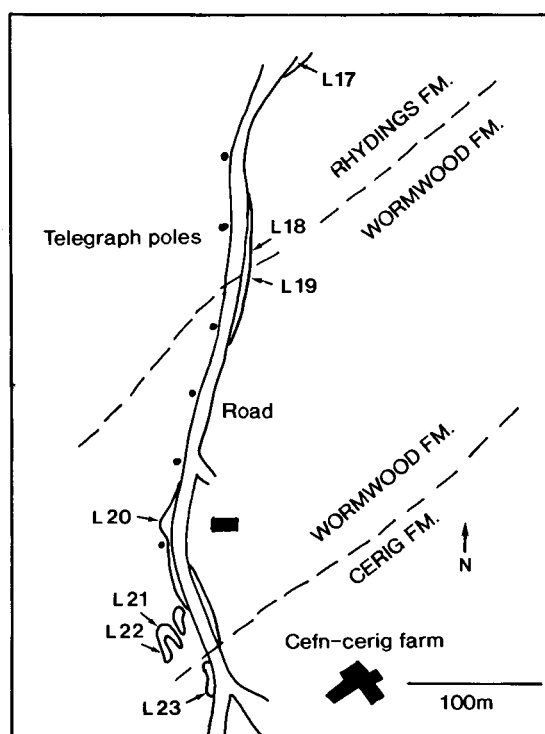 L17
RHYDINGS FM.
WORMWOOD FM.
Telegraph poles
L18
L19
Road
WORMWOOD FM.
CERIG FM.
L20
N
L21
L22
Cefn-cerig farm
L23
100m